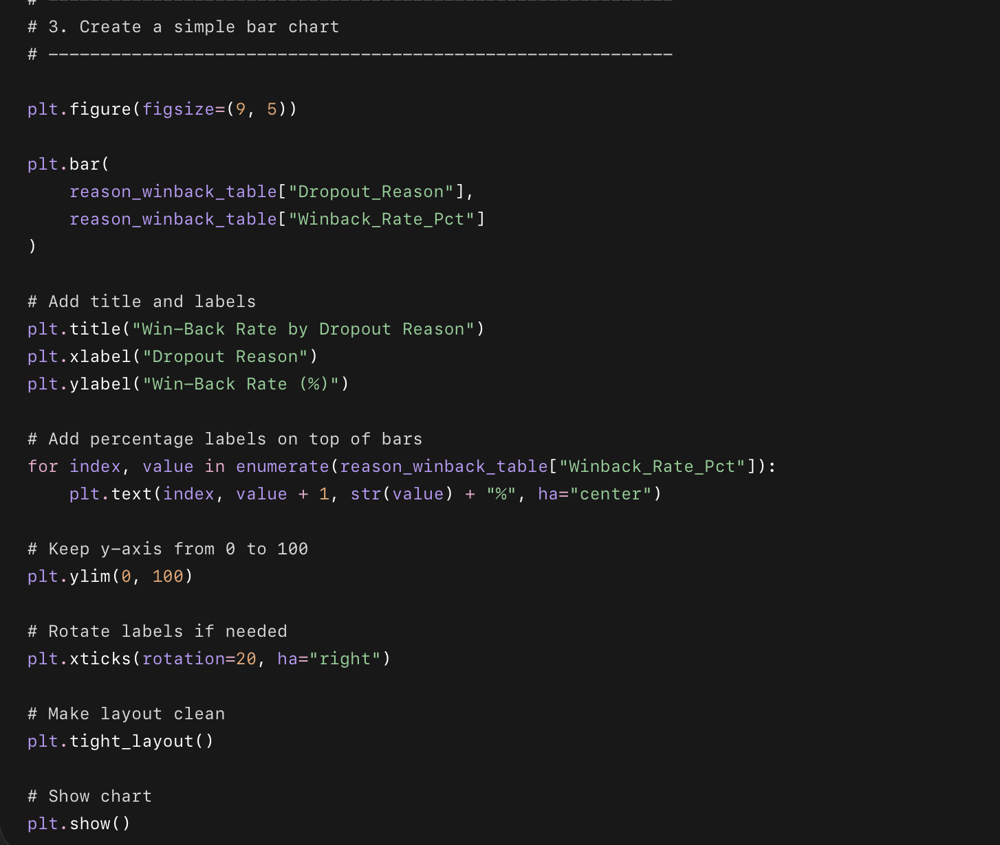 # ------------------------------------------------------------
# 3. Create a simple bar chart
# ------------------------------------------------------------
plt.figure(figsize=(9, 5))
plt.bar(
    reason_winback_table["Dropout_Reason"],
    reason_winback_table["Winback_Rate_Pct"]
)
# Add title and labels
plt.title("Win-Back Rate by Dropout Reason")
plt.xlabel("Dropout Reason")
plt.ylabel("Win-Back Rate (%)")
# Add percentage labels on top of bars
for index, value in enumerate(reason_winback_table["Winback_Rate_Pct"]):
    plt.text(index, value + 1, str(value) + "%", ha="center")
# Keep y-axis from 0 to 100
plt.ylim(0, 100)
# Rotate labels if needed
plt.xticks(rotation=20, ha="right")
# Make layout clean
plt.tight_layout()
# Show chart
plt.show()